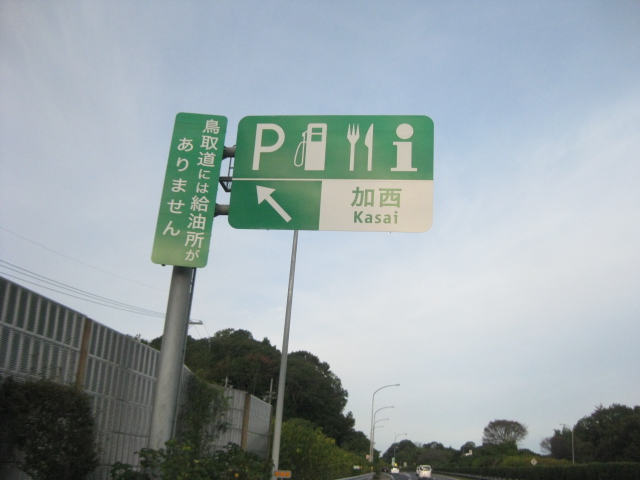 鳥取道には給油所が
ありません
P
加西
Kasai